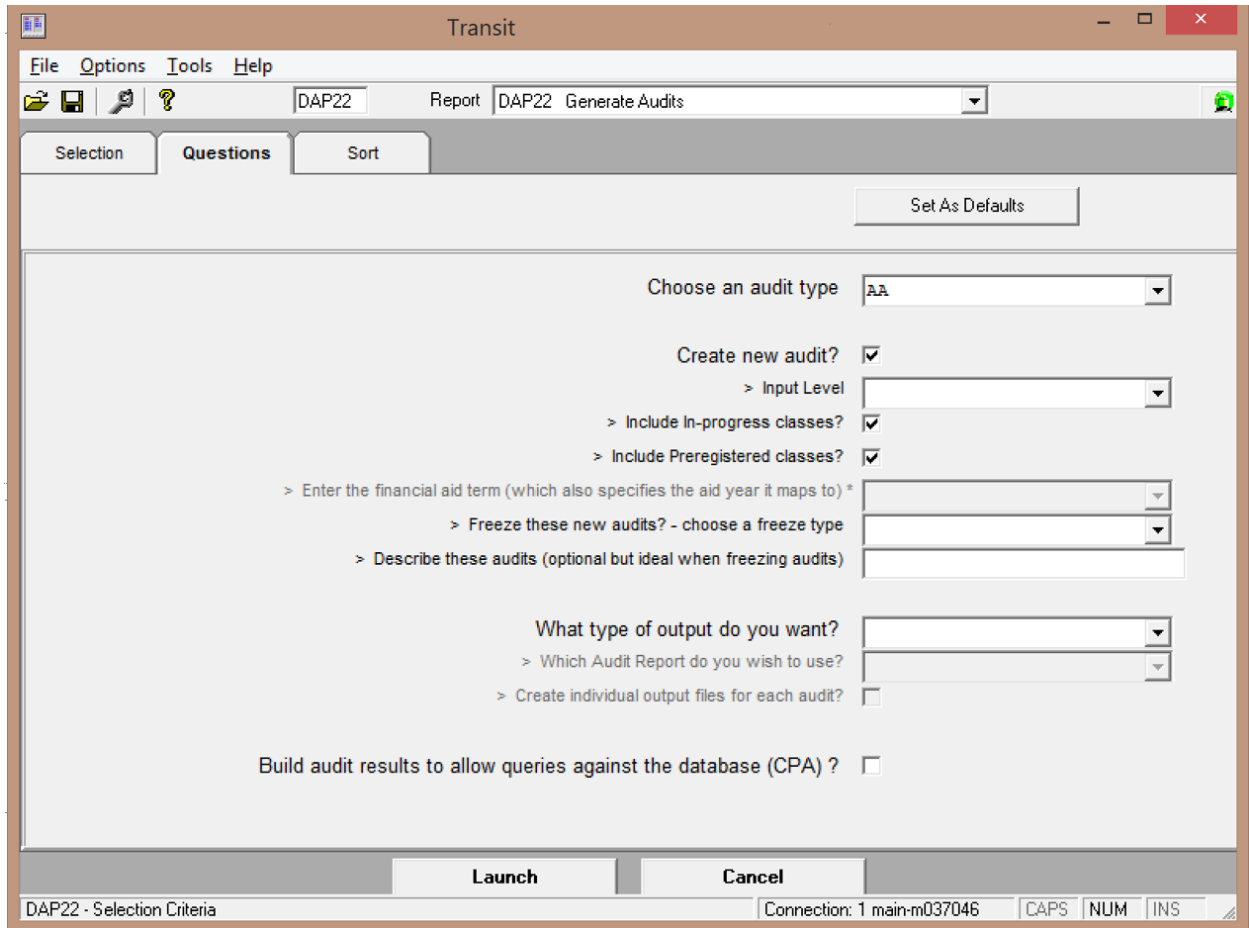 Transit
File Options Tools Help
DAP22 Report DAP22 Generate Audits
Selection Questions Sort
Set As Defaults
Choose an audit type AA
Create new audit?
> Input Level
> Include In-progress classes?
> Include Preregistered classes?
> Enter the financial aid term (which also specifies the aid year it maps to) *
> Freeze these new audits? - choose a freeze type
> Describe these audits (optional but ideal when freezing audits)
What type of output do you want?
> Which Audit Report do you wish to use?
> Create individual output files for each audit?
Build audit results to allow queries against the database (CPA) ?
Launch Cancel
DAP22 - Selection Criteria Connection: 1 main-m037046 CAPS NUM INS